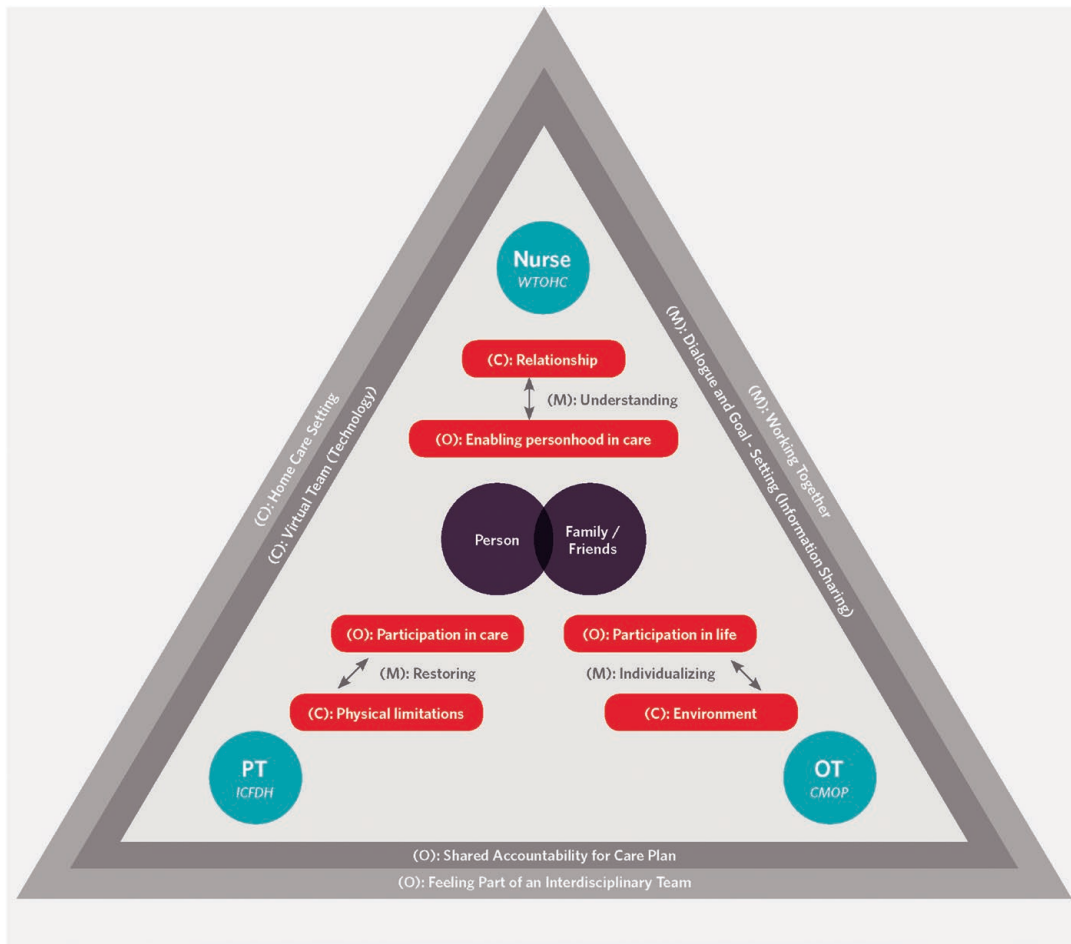 Nurse
WTOHC
(C): Relationship
(M): Understanding
(O): Enabling personhood in care
Person
Family /
Friends
(O): Participation in care
(M): Restoring
(C): Physical limitations
PT
ICFDH
(O): Participation in life
(M): Individualizing
(C): Environment
OT
CMOP
(C): Home Care Setting
(C): Virtual Team (Technology)
(M): Working Together
(M): Dialogue and Goal - Setting (Information Sharing)
(O): Shared Accountability for Care Plan
(O): Feeling Part of an Interdisciplinary Team